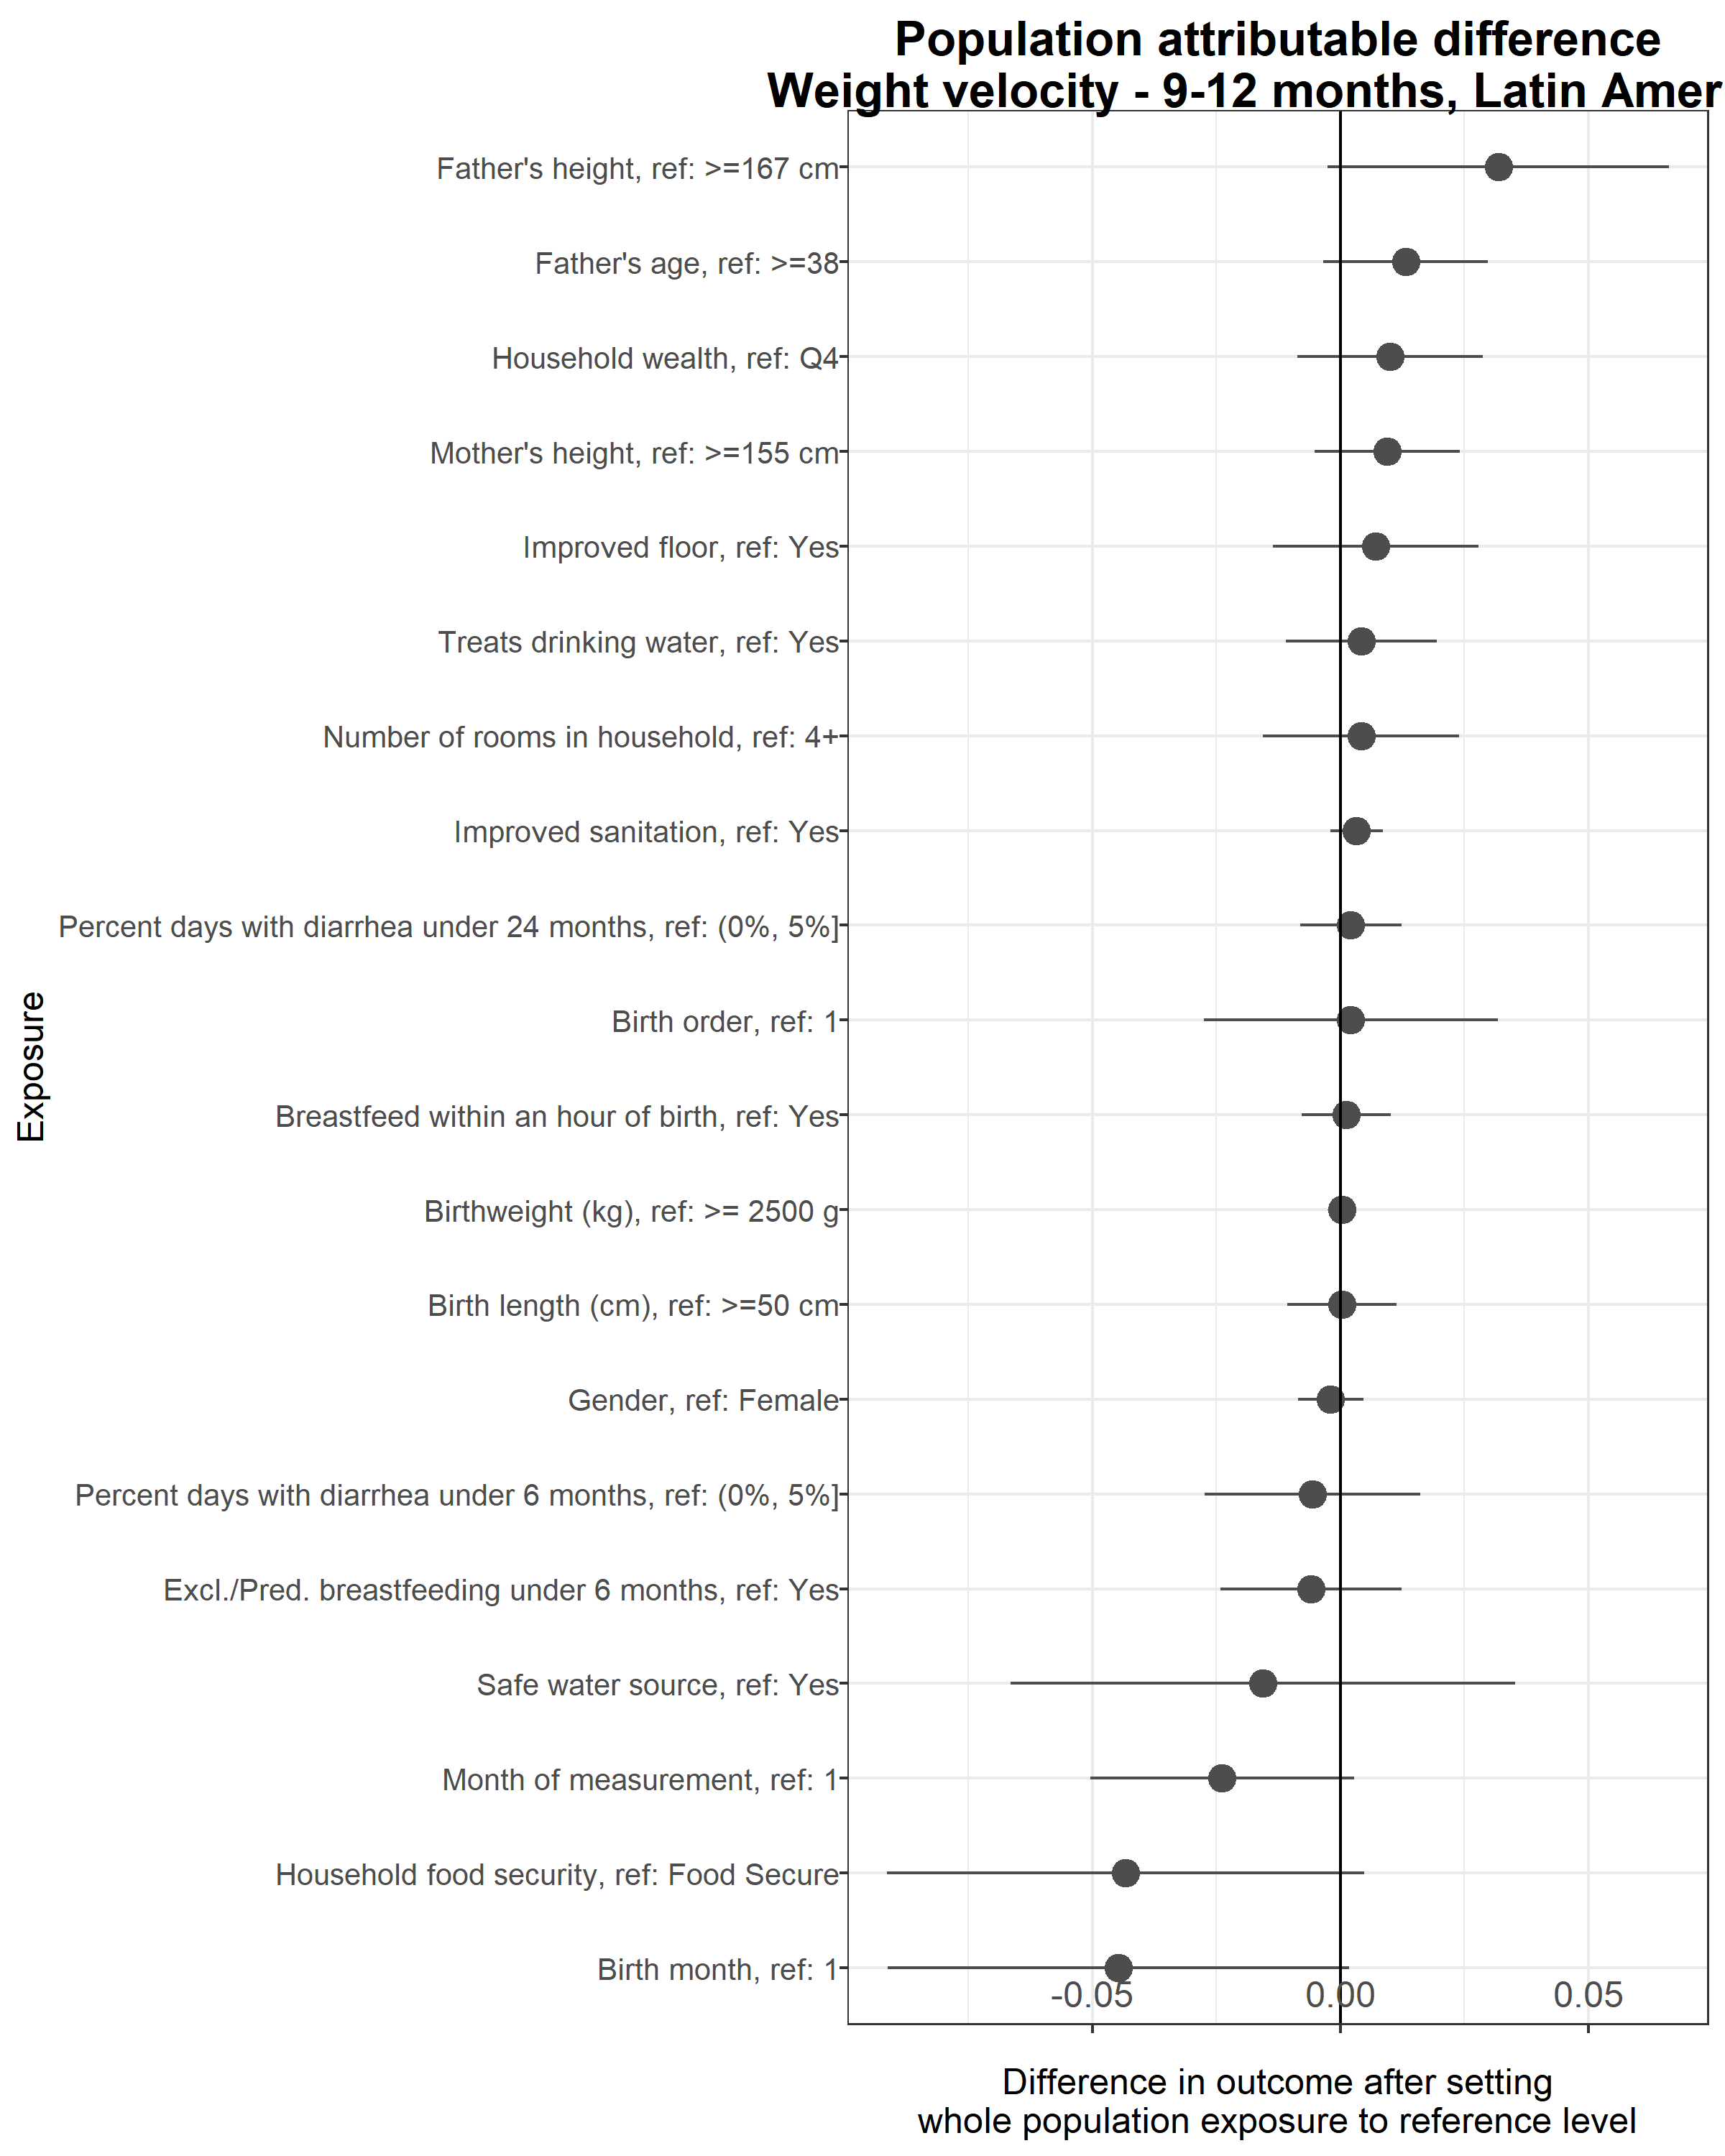 Population attributable difference
Weight velocity - 9-12 months, Latin Amer
Father's height, ref: >=167 cm
Father's age, ref: >=38
Household wealth, ref: Q4
Mother's height, ref: >=155 cm
Improved floor, ref: Yes
Treats drinking water, ref: Yes
Number of rooms in household, ref: 4+
Improved sanitation, ref: Yes
Percent days with diarrhea under 24 months, ref: (0%, 5%]
Birth order, ref: 1
Breastfeed within an hour of birth, ref: Yes
Birthweight (kg), ref: >= 2500 g
Birth length (cm), ref: >=50 cm
Gender, ref: Female
Percent days with diarrhea under 6 months, ref: (0%, 5%]
Excl./Pred. breastfeeding under 6 months, ref: Yes
Safe water source, ref: Yes
Month of measurement, ref: 1
Household food security, ref: Food Secure
Birth month, ref: 1
Exposure
-0.05 0.00 0.05
Difference in outcome after setting
whole population exposure to reference level